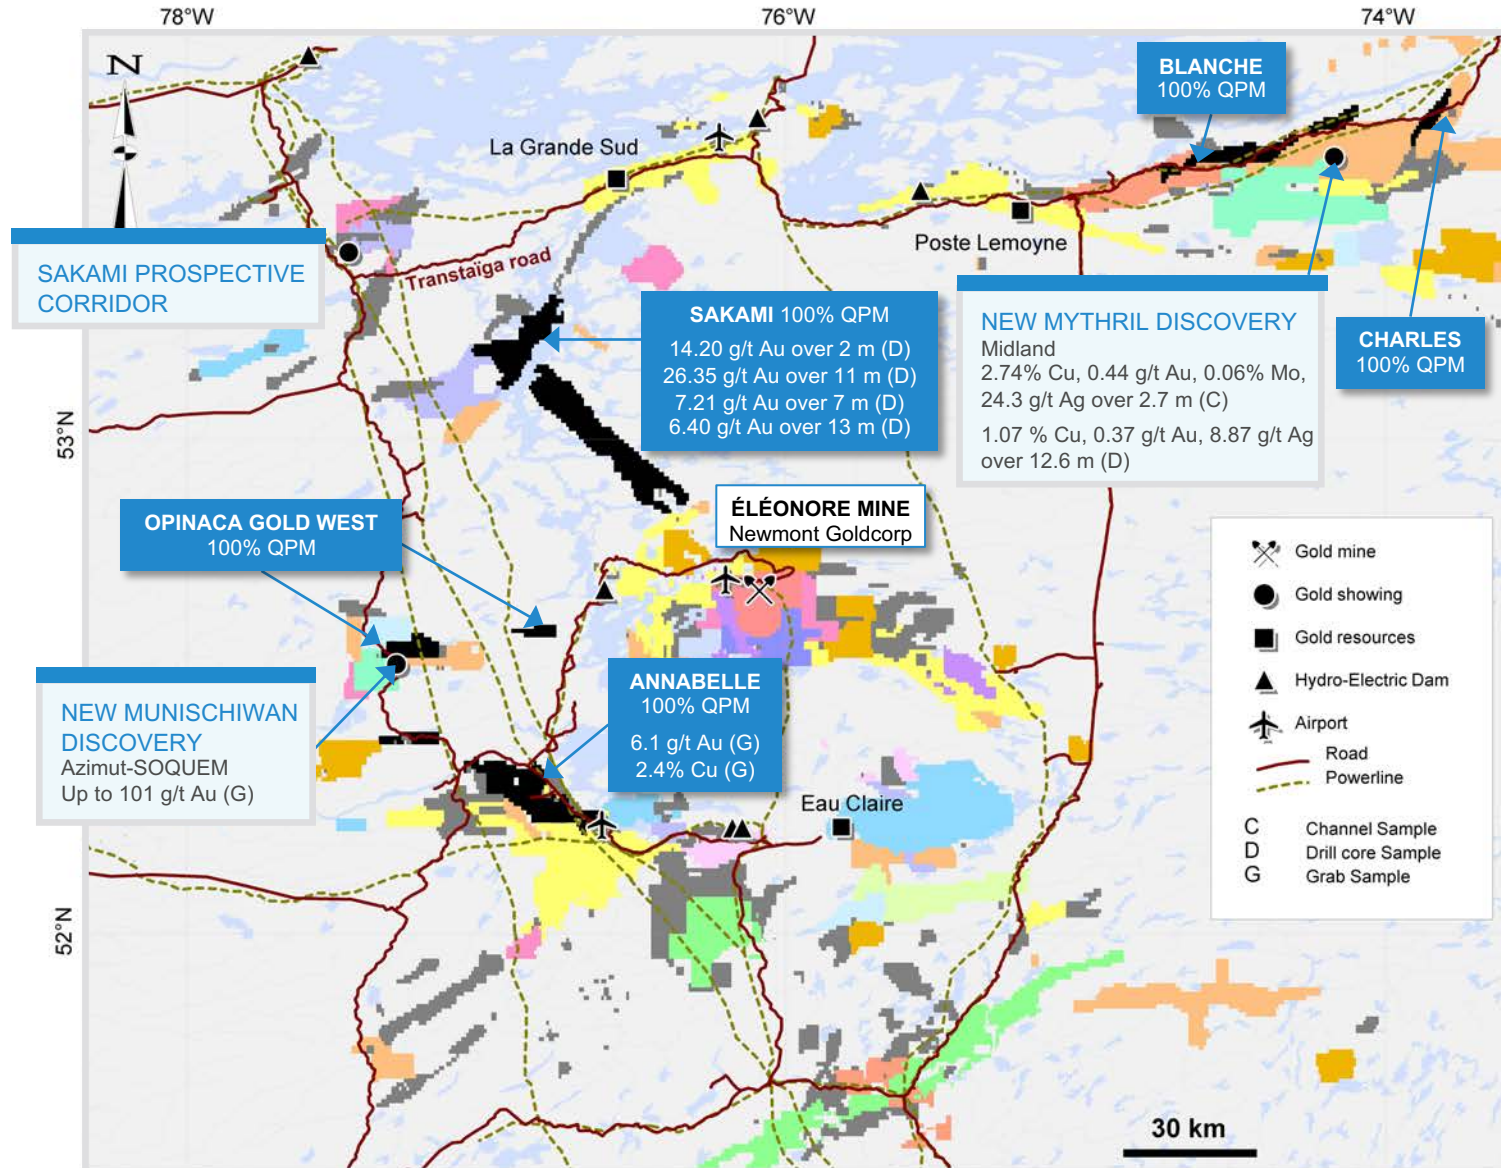 78°W
76°W
74°W
N
BLANCHE
100% QPM
La Grande Sud
Poste Lemoyne
SAKAMI PROSPECTIVE
CORRIDOR
Transtaïga road
SAKAMI 100% QPM
14.20 g/t Au over 2 m (D)
26.35 g/t Au over 11 m (D)
7.21 g/t Au over 7 m (D)
6.40 g/t Au over 13 m (D)
NEW MYTHRIL DISCOVERY
Midland
2.74% Cu, 0.44 g/t Au, 0.06% Mo,
24.3 g/t Ag over 2.7 m (C)
1.07 % Cu, 0.37 g/t Au, 8.87 g/t Ag
over 12.6 m (D)
CHARLES
100% QPM
53°N
OPINACA GOLD WEST
100% QPM
ÉLÉONORE MINE
Newmont Goldcorp
Gold mine
Gold showing
Gold resources
Hydro-Electric Dam
Airport
Road
Powerline
C Channel Sample
D Drill core Sample
G Grab Sample
NEW MUNISCHIWAN
DISCOVERY
Azimut-SOQUEM
Up to 101 g/t Au (G)
ANNABELLE
100% QPM
6.1 g/t Au (G)
2.4% Cu (G)
Eau Claire
52°N
30 km